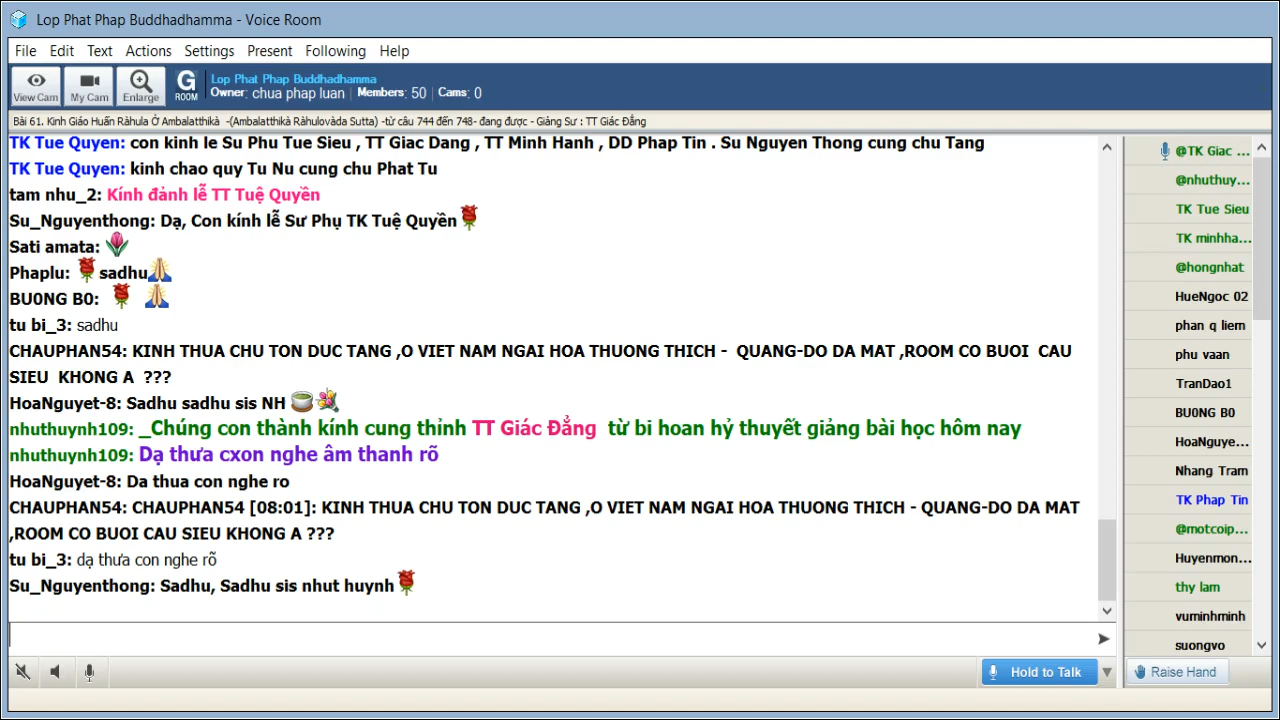 Lop Phat Phap Buddhadhamma - Voice Room
File Edit Text Actions Settings Present Following Help
View Cam My Cam Enlarge G ROOM
Lop Phat Phap Buddhadhamma
Owner: chua phap luan | Members: 50 | Cams: 0
Bài 61. Kinh Giáo Huấn Ràhula Ở Ambalatthikà -(Ambalatthikà Ràhulovàda Sutta) -từ câu 744 đến 748- đang được - Giảng Sư : TT Giác Đẳng
TK Tue Quyen: con kinh le Su Phu Tue Sieu , TT Giac Dang , TT Minh Hanh , DD Phap Tin . Su Nguyen Thong cung chu Tang
TK Tue Quyen: kinh chao quy Tu Nu cung chu Phat Tu
tam nhu_2: Kính đảnh lễ TT Tuệ Quyền
Su_Nguyenthong: Dạ, Con kính lễ Sư Phụ TK Tuệ Quyền
Sati amata:
Phaplu: sadhu
BU0NG B0:
tu bi_3: sadhu
CHAUPHAN54: KINH THUA CHU TON DUC TANG ,O VIET NAM NGAI HOA THUONG THICH - QUANG-DO DA MAT ,ROOM CO BUOI CAU
SIEU KHONG A ???
HoaNguyet-8: Sadhu sadhu sis NH
nhuthuynh109: _Chúng con thành kính cung thỉnh TT Giác Đẳng từ bi hoan hỷ thuyết giảng bài học hôm nay
nhuthuynh109: Dạ thưa cxon nghe âm thanh rõ
HoaNguyet-8: Da thua con nghe ro
CHAUPHAN54: CHAUPHAN54 [08:01]: KINH THUA CHU TON DUC TANG ,O VIET NAM NGAI HOA THUONG THICH - QUANG-DO DA MAT
,ROOM CO BUOI CAU SIEU KHONG A ???
tu bi_3: dạ thưa con nghe rõ
Su_Nguyenthong: Sadhu, Sadhu sis nhut huynh
Hold to Talk
@TK Giac ...
@nhuthuy...
TK Tue Sieu
TK minhha...
@hongnhat
HueNgoc 02
phan q liem
phu vaan
TranDao1
BU0NG B0
HoaNguye...
Nhang Tram
TK Phap Tin
@motcoip...
Huyenmon...
thy lam
vuminhminh
suongvo
Raise Hand